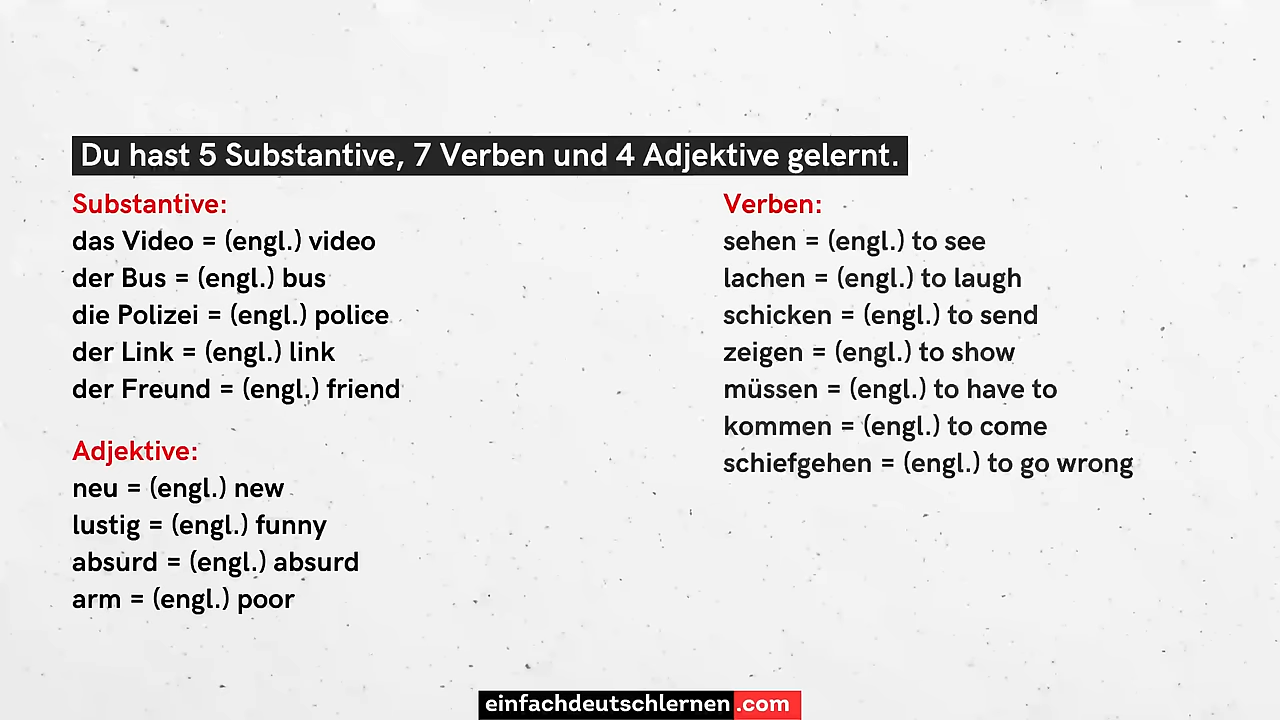 Du hast 5 Substantive, 7 Verben und 4 Adjektive gelernt.
Substantive:
das Video = (engl.) video
der Bus = (engl.) bus
die Polizei = (engl.) police
der Link = (engl.) link
der Freund = (engl.) friend
Adjektive:
neu = (engl.) new
lustig = (engl.) funny
absurd = (engl.) absurd
arm = (engl.) poor
Verben:
sehen = (engl.) to see
lachen = (engl.) to laugh
schicken = (engl.) to send
zeigen = (engl.) to show
müssen = (engl.) to have to
kommen = (engl.) to come
schiefgehen = (engl.) to go wrong
einfachdeutschlernen.com